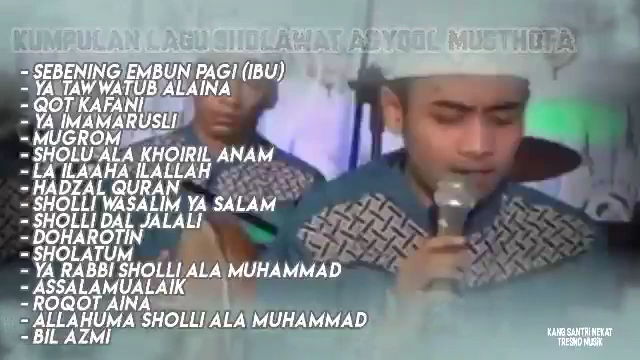 KUMPULAN LAGU SHOLAWAT ASYQOL MUSTHOFA
- SEBENING EMBUN PAGI (IBU)
- YA TAWWATUB ALAINA
- QOT KAFANI
- YA IMAMARUSLI
- MUGROM
- SHOLU ALA KHOIRIL ANAM
- LA ILAAHA ILALLAH
- HADZAL QURAN
- SHOLLI WASALIM YA SALAM
- SHOLLI DAL JALALI
- DOHAROTIN
- SHOLATUM
- YA RABBI SHOLLI ALA MUHAMMAD
- ASSALAMUALAIK
- ROQOT AINA
- ALLAHUMA SHOLLI ALA MUHAMMAD
- BIL AZMI
KANG SANTRI NEKAT
TRESNO MUSIK